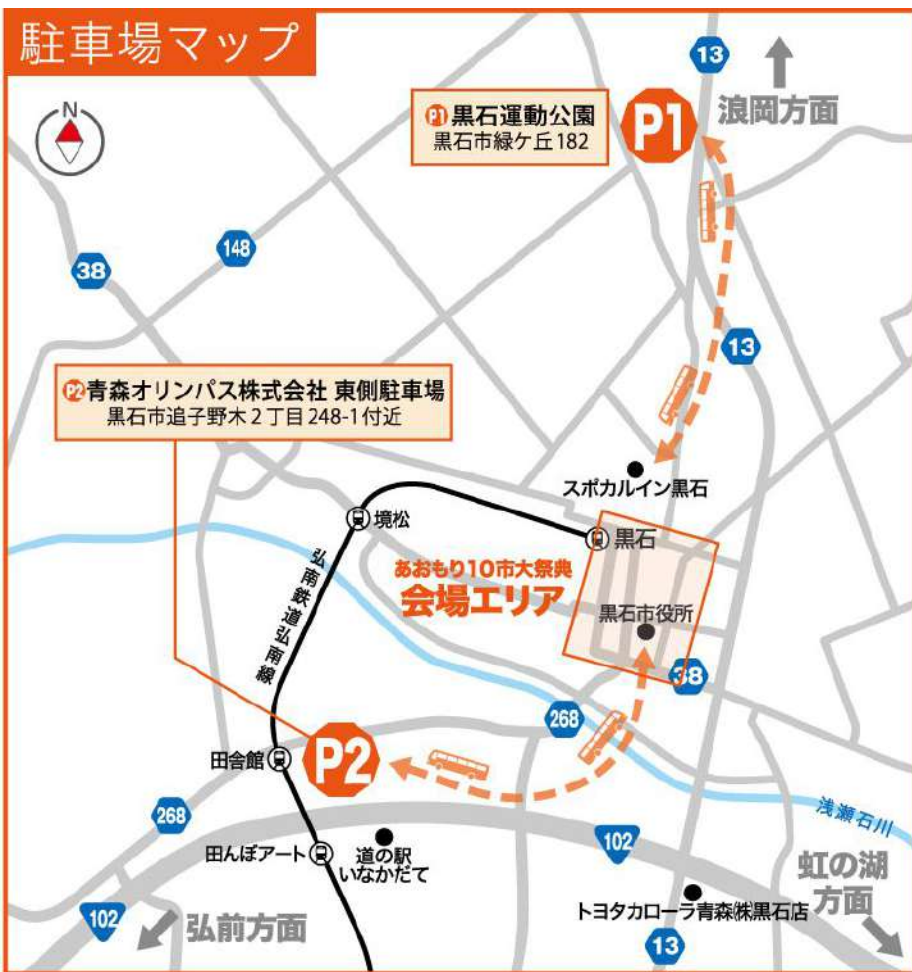 駐車場マップ
N
13
浪岡方面
P1
P1 黒石運動公園
黒石市緑ケ丘182
148
38
13
P2 青森オリンパス株式会社 東側駐車場
黒石市追子野木2丁目248-1付近
スポカルイン黒石
境松
黒石
弘南鉄道弘南線
あおもり10市大祭典
会場エリア
黒石市役所
38
268
田舎館
P2
268
浅瀬石川
田んぼアート
道の駅
いなかだて
102
虹の湖
方面
トヨタカローラ青森㈱黒石店
102
弘前方面
13